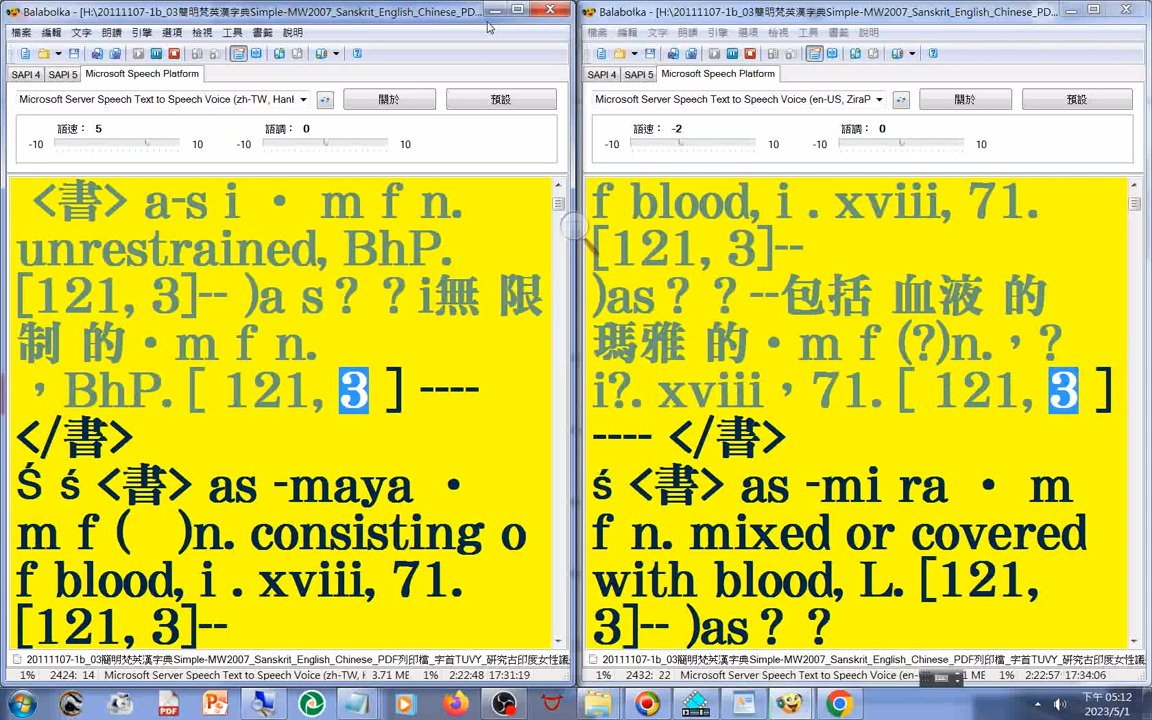 Balabolka - [H:\20111107-1b_03簡明梵英漢字典Simple-MW2007_Sanskrit_English_Chinese_PD...
檔案 編輯 文字 朗讀 引擎 選項 檢視 工具 書籤 說明
SAPI 4 SAPI 5 Microsoft Speech Platform
Microsoft Server Speech Text to Speech Voice (zh-TW, Hanl
關於 預設
語速： 5 語調： 0
-10 10 -10 10
<書> a-s i • m f n.
unrestrained, BhP.
[121, 3]-- )a s？ ？i無 限
制 的・m f n.
，BhP. [ 121, 3 ] ----
</書>
Ś ś <書> as -maya •
m f ( )n. consisting o
f blood, i . xviii, 71.
[121, 3]--
20111107-1b_03簡明梵英漢字典Simple-MW2007_Sanskrit_English_Chinese_PDF列印檔_字首TUVY_研究古印度女性議
1% 2424: 14 Microsoft Server Speech Text to Speech Voice (zh-TW, H 3.71 MB 1% 2:22:48 17:31:19
Balabolka - [H:\20111107-1b_03簡明梵英漢字典Simple-MW2007_Sanskrit_English_Chinese_PD...
檔案 編輯 文字 朗讀 引擎 選項 檢視 工具 書籤 說明
SAPI 4 SAPI 5 Microsoft Speech Platform
Microsoft Server Speech Text to Speech Voice (en-US, ZiraP
關於 預設
語速： -2 語調： 0
-10 10 -10 10
f blood, i . xviii, 71.
[121, 3]--
)as？ ？--包括 血液 的
瑪雅 的・m f (?)n.，?
i?. xviii，71. [ 121, 3 ]
---- </書>
ś <書> as -mi ra • m
f n. mixed or covered
with blood, L. [121,
3]-- )as？ ？
20111107-1b_03簡明梵英漢字典Simple-MW2007_Sanskrit_English_Chinese_PDF列印檔_字首TUVY_研究古印度女性議
1% 2432: 22 Microsoft Server Speech Text to Speech Voice 1% 2:22:57 17:34:06
下午 05:12
2023/5/1